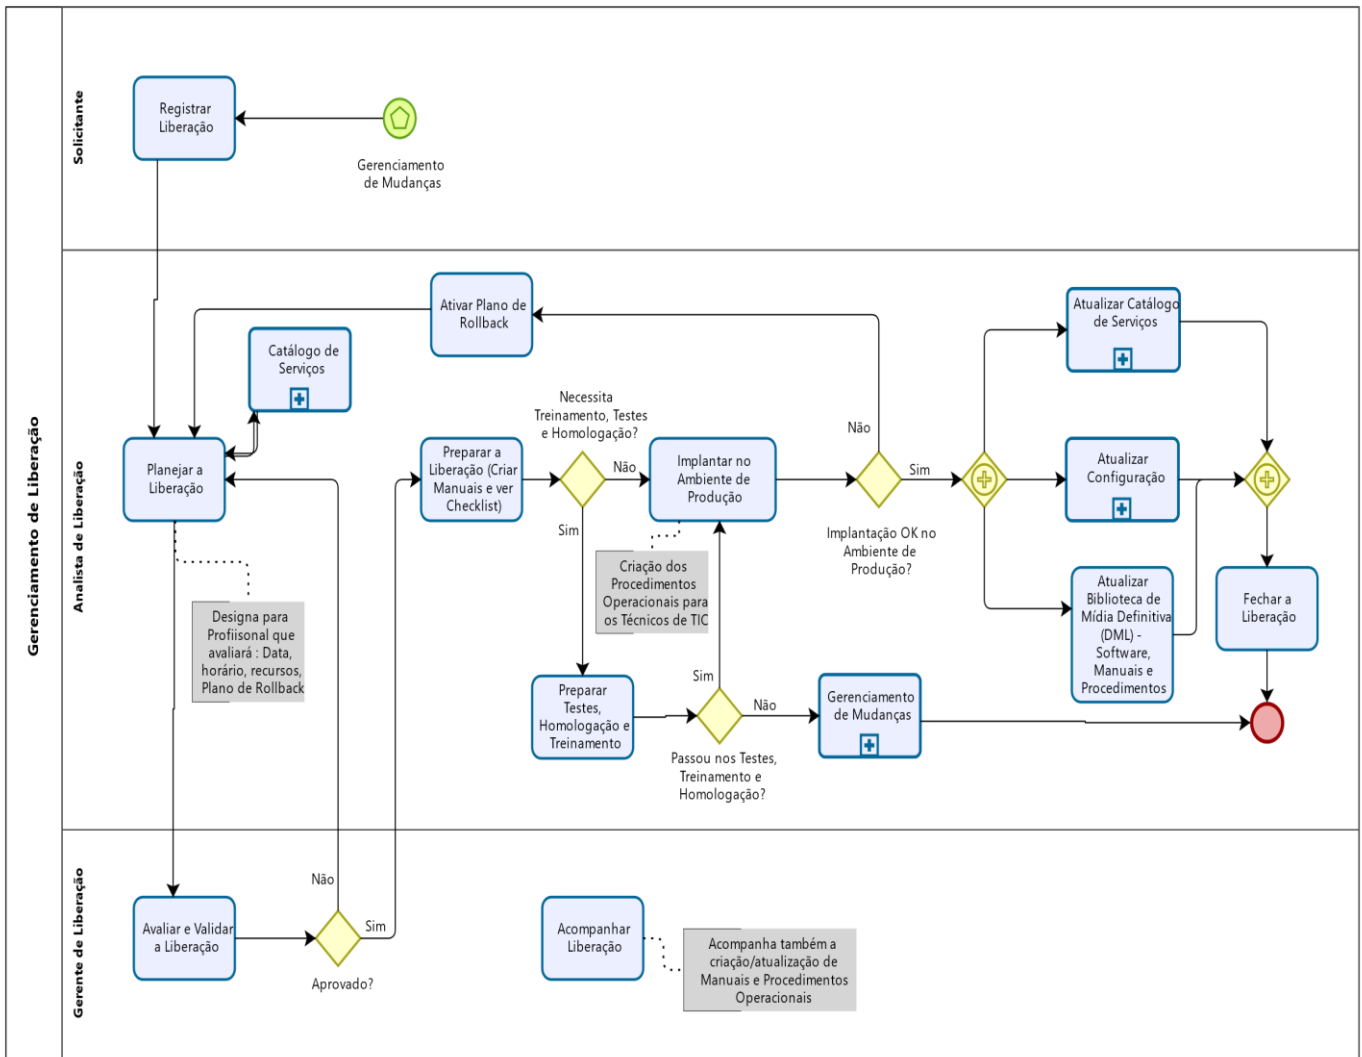 Gerenciamento de Liberação
Solicitante
Registrar
Liberação
Gerenciamento
de Mudanças
Analista de Liberação
Ativar Plano de
Rollback
Atualizar Catálogo
de Serviços
Catálogo de
Serviços
Necessita
Treinamento, Testes
e Homologação?
Não
Planejar a
Liberação
Preparar a
Liberação (Criar
Manuais e ver
Checklist)
Não
Sim
Implantar no
Ambiente de
Produção
Sim
Implantação OK no
Ambiente de
Produção?
Atualizar
Configuração
Criação dos
Procedimentos
Operacionais para
os Técnicos de TIC
Atualizar
Biblioteca de
Mídia Definitiva
(DML) -
Software,
Manuais e
Procedimentos
Fechar a
Liberação
Designa para
Profiisonal que
avaliará : Data,
horário, recursos,
Plano de Rollback
Preparar
Testes,
Homologação e
Treinamento
Sim
Não
Passou nos Testes,
Treinamento e
Homologação?
Gerenciamento
de Mudanças
Gerente de Liberação
Não
Avaliar e Validar
a Liberação
Sim
Aprovado?
Acompanhar
Liberação
Acompanha também a
criação/atualização de
Manuais e Procedimentos
Operacionais